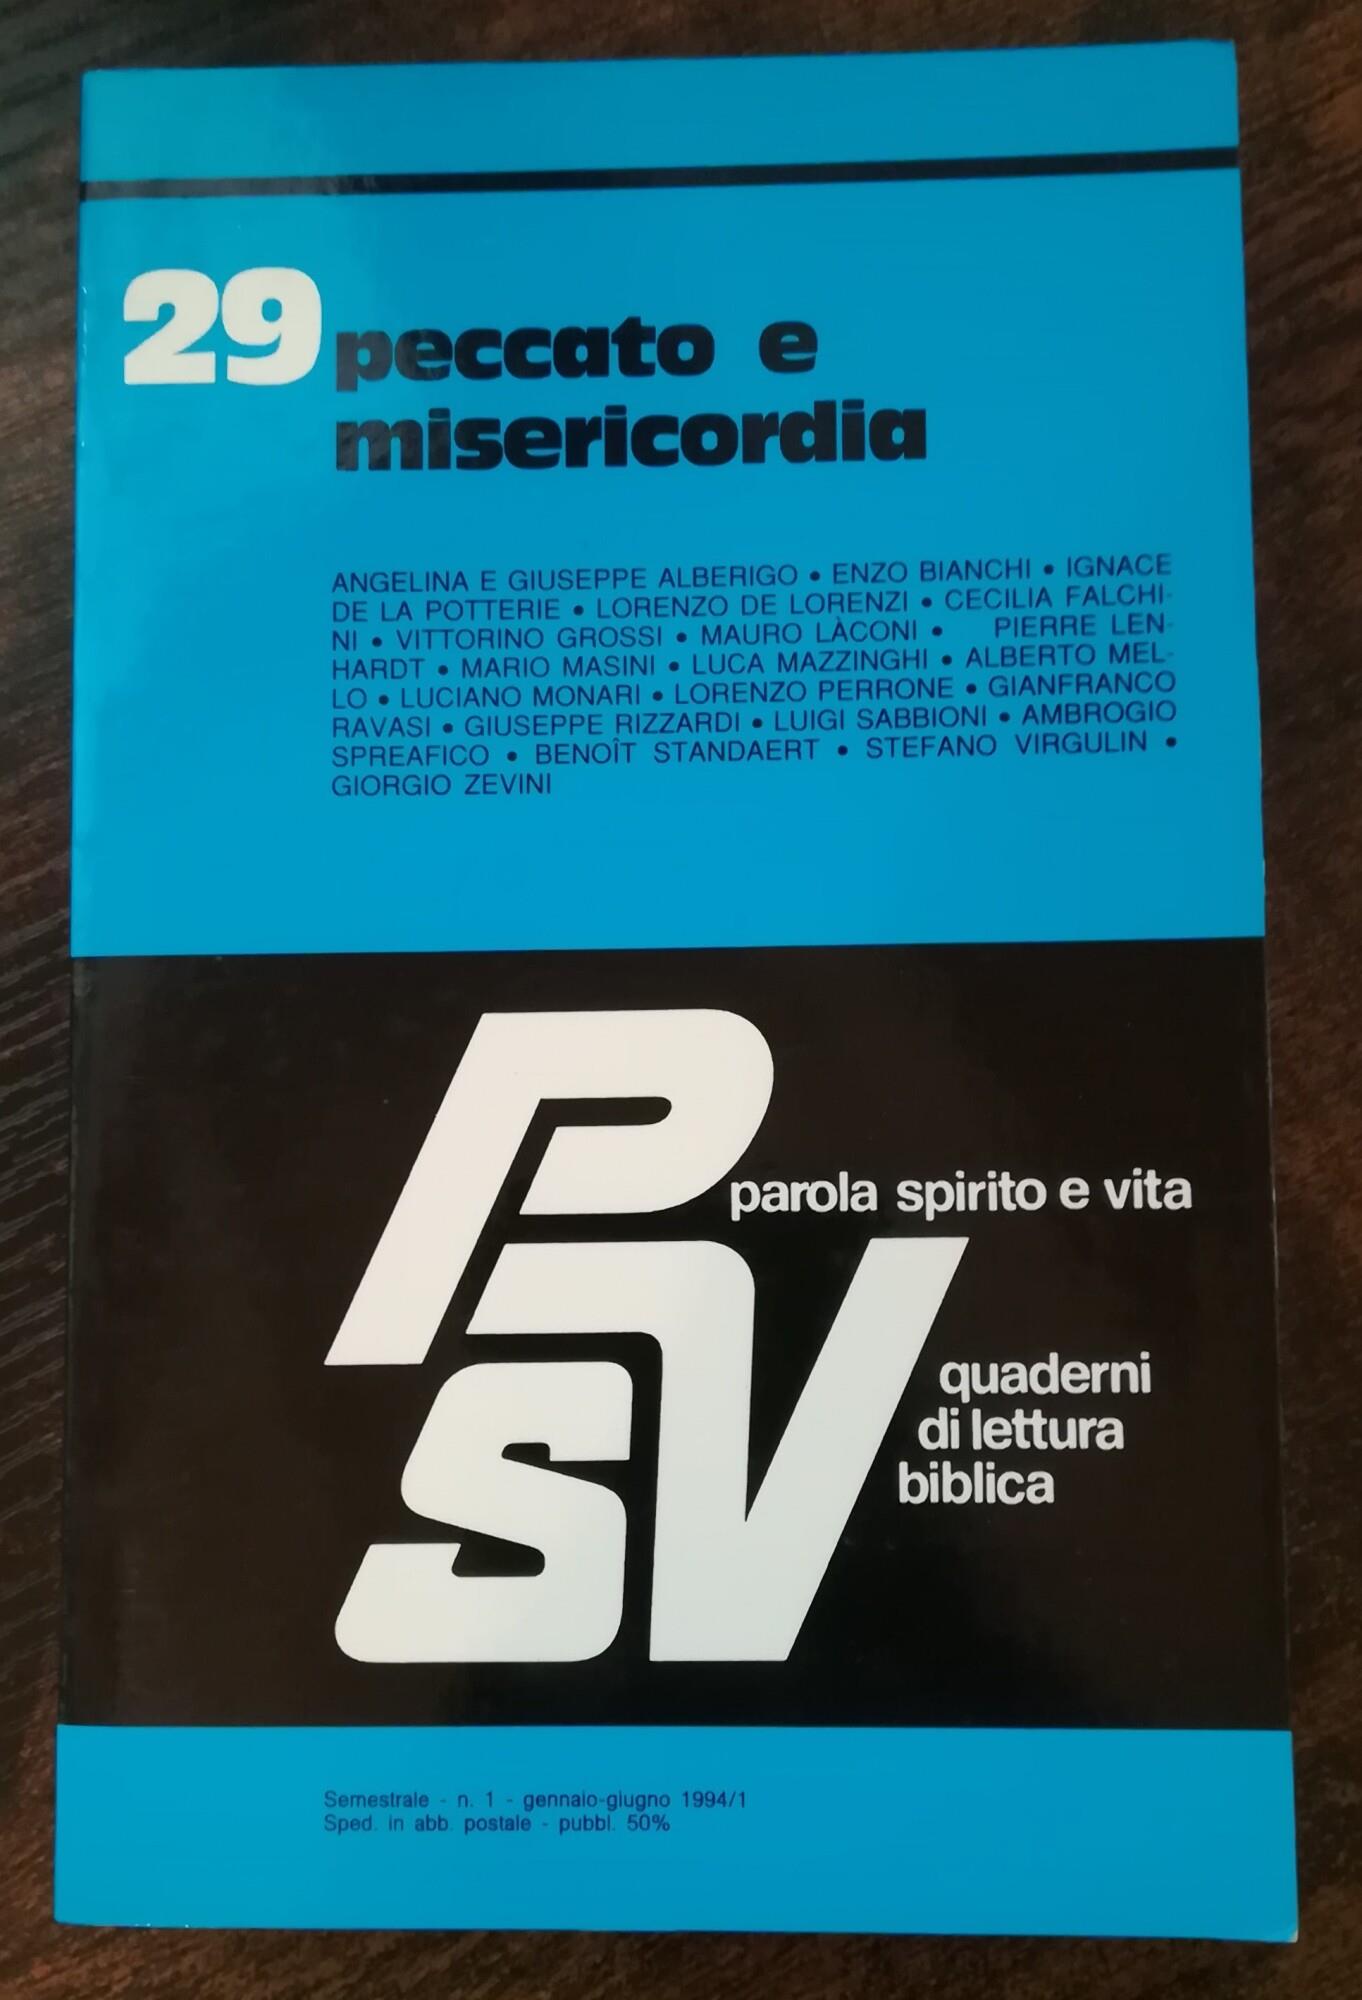 29
peccato e
misericordia
ANGELINA E GIUSEPPE ALBERIGO • ENZO BIANCHI • IGNACE
DE LA POTTERIE • LORENZO DE LORENZI • CECILIA FALCHI-
NI • VITTORINO GROSSI • MAURO LÀCONI • PIERRE LEN-
HARDT • MARIO MASINI • LUCA MAZZINGHI • ALBERTO MEL-
LO • LUCIANO MONARI • LORENZO PERRONE • GIANFRANCO
RAVASI • GIUSEPPE RIZZARDI • LUIGI SABBIONI • AMBROGIO
SPREAFICO • BENOÎT STANDAERT • STEFANO VIRGULIN •
GIORGIO ZEVINI
PSV
parola spirito e vita
quaderni
di lettura
biblica
Semestrale - n. 1 - gennaio-giugno 1994/1
Sped. in abb. postale - pubbl. 50%